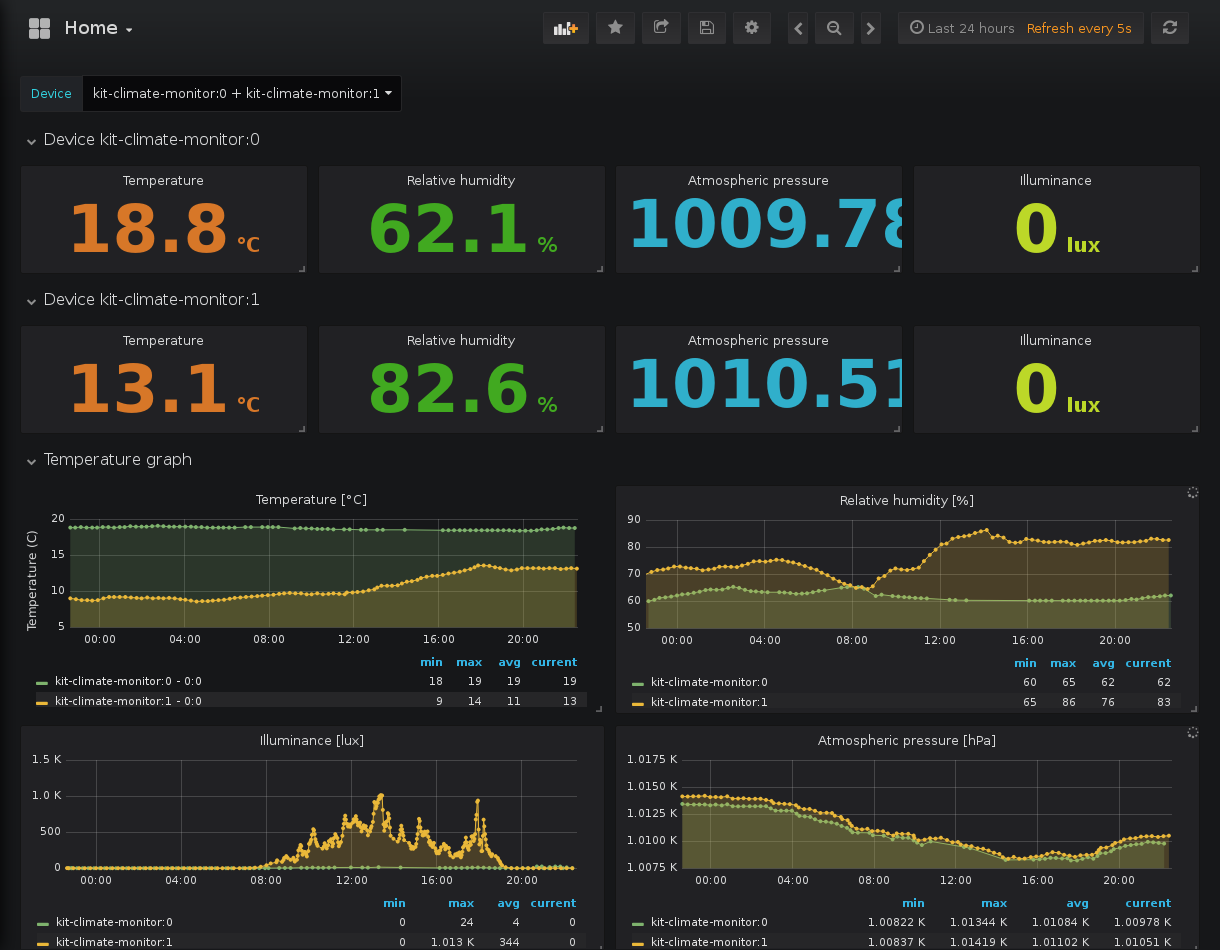 Home
Last 24 hours Refresh every 5s
Device kit-climate-monitor:0 + kit-climate-monitor:1
Device kit-climate-monitor:0
Temperature Relative humidity Atmospheric pressure Illuminance
18.8 °C 62.1 % 1009.78 0 lux
Device kit-climate-monitor:1
Temperature Relative humidity Atmospheric pressure Illuminance
13.1 °C 82.6 % 1010.51 0 lux
Temperature graph
Temperature [°C]
Temperature (C)
20
15
10
5
00:00 04:00 08:00 12:00 16:00 20:00
min max avg current
kit-climate-monitor:0 - 0:0 18 19 19 19
kit-climate-monitor:1 - 0:0 9 14 11 13
Relative humidity [%]
90
80
70
60
50
00:00 04:00 08:00 12:00 16:00 20:00
min max avg current
kit-climate-monitor:0 60 65 62 62
kit-climate-monitor:1 65 86 76 83
Illuminance [lux]
1.5 K
1.0 K
500
0
00:00 04:00 08:00 12:00 16:00 20:00
min max avg current
kit-climate-monitor:0 0 24 4 0
kit-climate-monitor:1 0 1.013 K 344 0
Atmospheric pressure [hPa]
1.0175 K
1.0150 K
1.0125 K
1.0100 K
1.0075 K
00:00 04:00 08:00 12:00 16:00 20:00
min max avg current
kit-climate-monitor:0 1.00822 K 1.01344 K 1.01084 K 1.00978 K
kit-climate-monitor:1 1.00837 K 1.01419 K 1.01102 K 1.01051 K